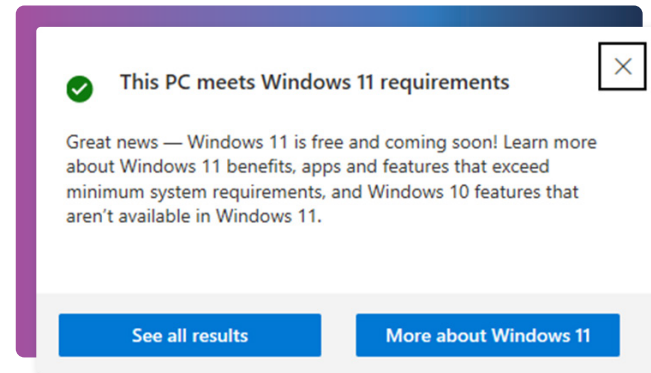 This PC meets Windows 11 requirements
Great news — Windows 11 is free and coming soon! Learn more
about Windows 11 benefits, apps and features that exceed
minimum system requirements, and Windows 10 features that
aren’t available in Windows 11.
See all results
More about Windows 11